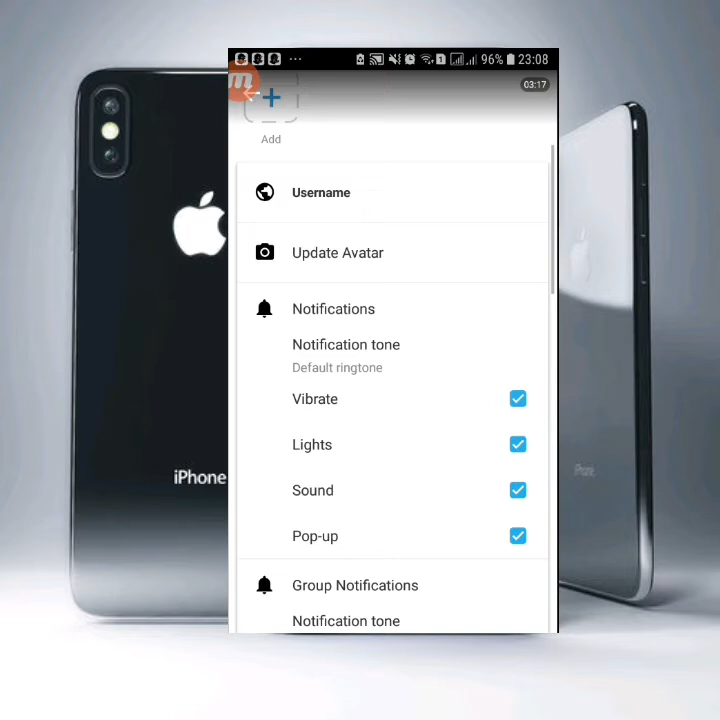 96% 23:08
m
03:17
Add
Username
Update Avatar
Notifications
Notification tone
Default ringtone
Vibrate
Lights
Sound
Pop-up
Group Notifications
Notification tone
iPhone
iPhone